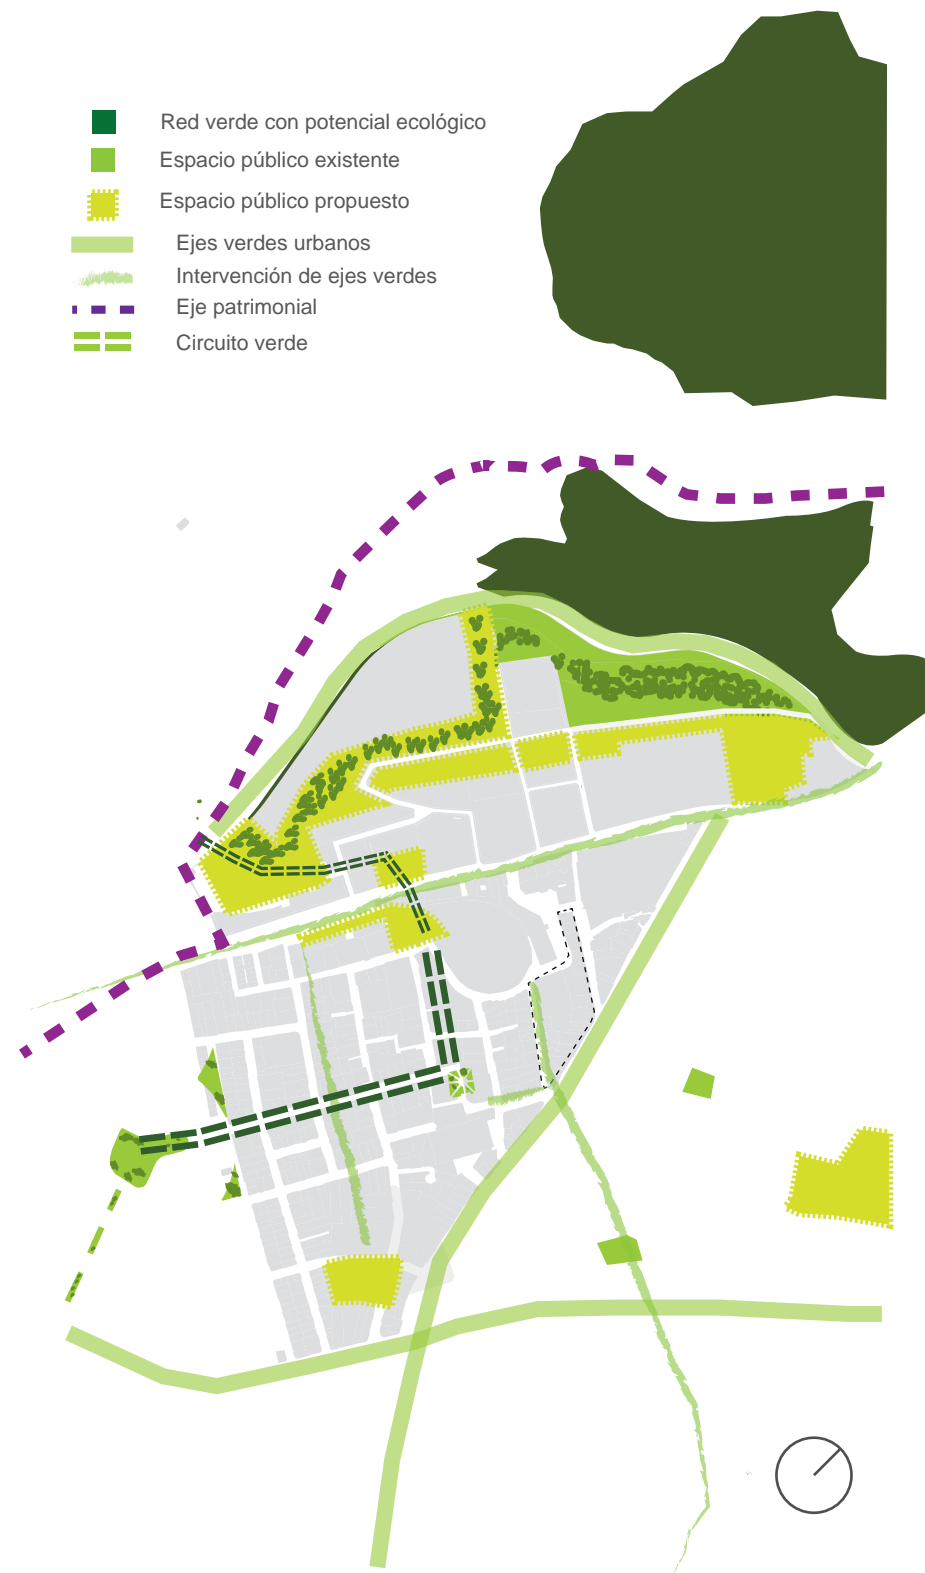 Red verde con potencial ecológico
Espacio público existente
Espacio público propuesto
Ejes verdes urbanos
Intervención de ejes verdes
Eje patrimonial
Circuito verde